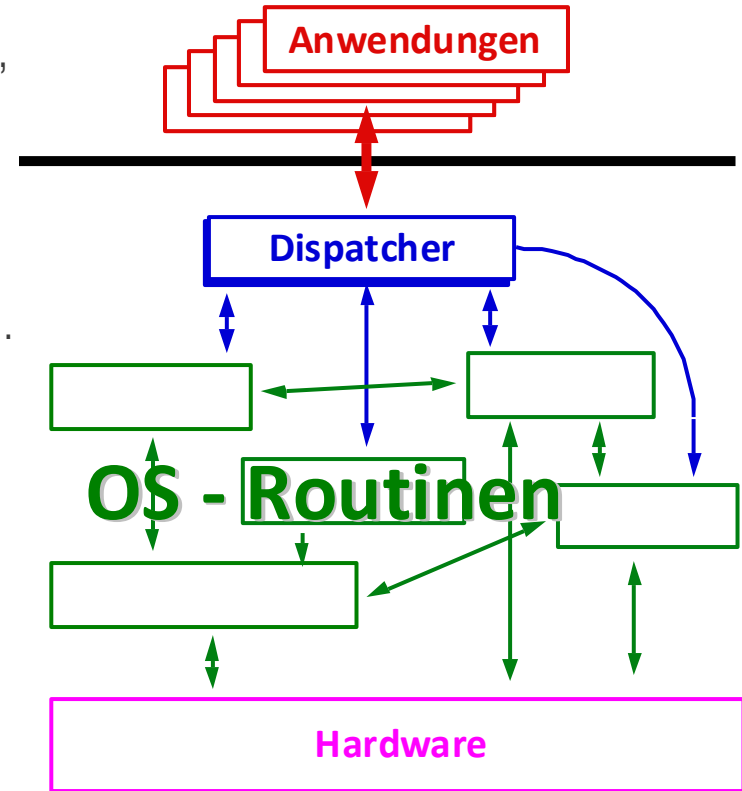 Anwendungen
,
Dispatcher
.
OS - Routinen
Hardware